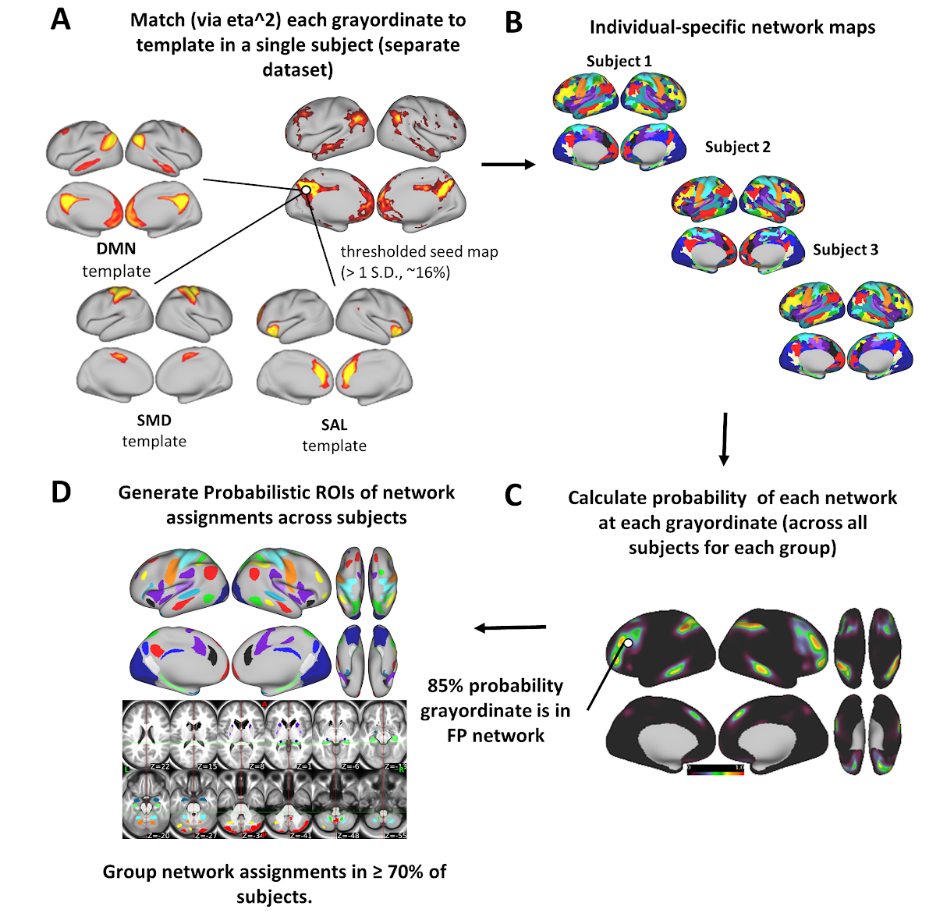 A
Match (via eta^2) each grayordinate to
template in a single subject (separate
dataset)
DMN
template
thresholded seed map
(> 1 S.D., ~16%)
SMD
template
SAL
template
B
Individual-specific network maps
Subject 1
Subject 2
Subject 3
C
Calculate probability of each network
at each grayordinate (across all
subjects for each group)
85% probability
grayordinate is in
FP network
0 1.0
D
Generate Probabilistic ROIs of network
assignments across subjects
Z=22 Z=15 Z=8 Z=1 Z=-6 Z=-13
R
Z=-20 Z=-27 Z=-34 Z=-41 Z=-48 Z=-55
Group network assignments in ≥ 70% of
subjects.